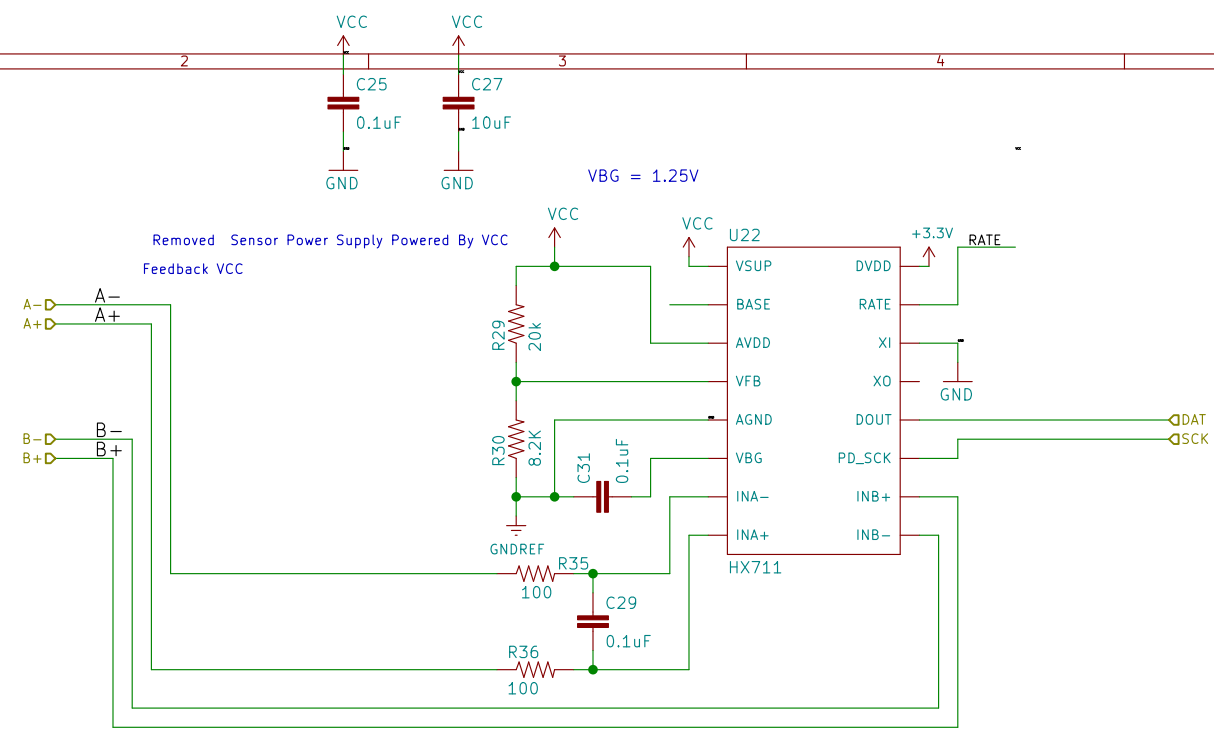 VCC VCC
2 3 4
C25 C27
0.1uF 10uF
GND GND
VBG = 1.25V
VCC
VCC
U22
+3.3V
RATE
Removed Sensor Power Supply Powered By VCC
Feedback VCC
VSUP DVDD
A- A- BASE RATE
A+ A+
R29 20k
AVDD XI
VFB XO
GND
AGND DOUT DAT
B- B- SCK
B+ B+
R30 8.2K
C31 0.1uF
VBG PD_SCK
INA- INB+
INA+ INB-
GNDREF
R35
HX711
100
C29
0.1uF
R36
100